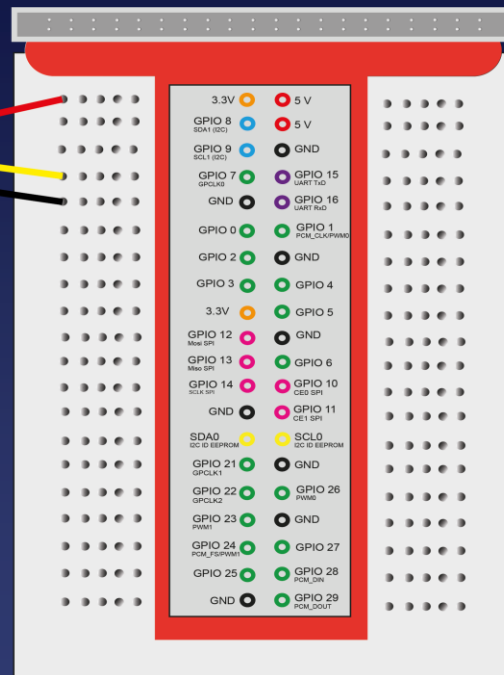 3.3V 5 V
GPIO 8 5 V
SDA1 (I2C)
GPIO 9 GND
SCL1 (I2C)
GPIO 7 GPIO 15
GPCLK0 UART TxD
GND GPIO 16
UART RxD
GPIO 0 GPIO 1
PCM_CLK/PWM0
GPIO 2 GND
GPIO 3 GPIO 4
3.3V GPIO 5
GPIO 12 GND
Mosi SPI
GPIO 13 GPIO 6
Miso SPI
GPIO 14 GPIO 10
SCLK SPI CE0 SPI
GND GPIO 11
CE1 SPI
SDA0 SCL0
I2C ID EEPROM I2C ID EEPROM
GPIO 21 GND
GPCLK1
GPIO 22 GPIO 26
GPCLK2 PWM0
GPIO 23 GND
PWM1
GPIO 24 GPIO 27
PCM_FS/PWM1
GPIO 25 GPIO 28
PCM_DIN
GND GPIO 29
PCM_DOUT